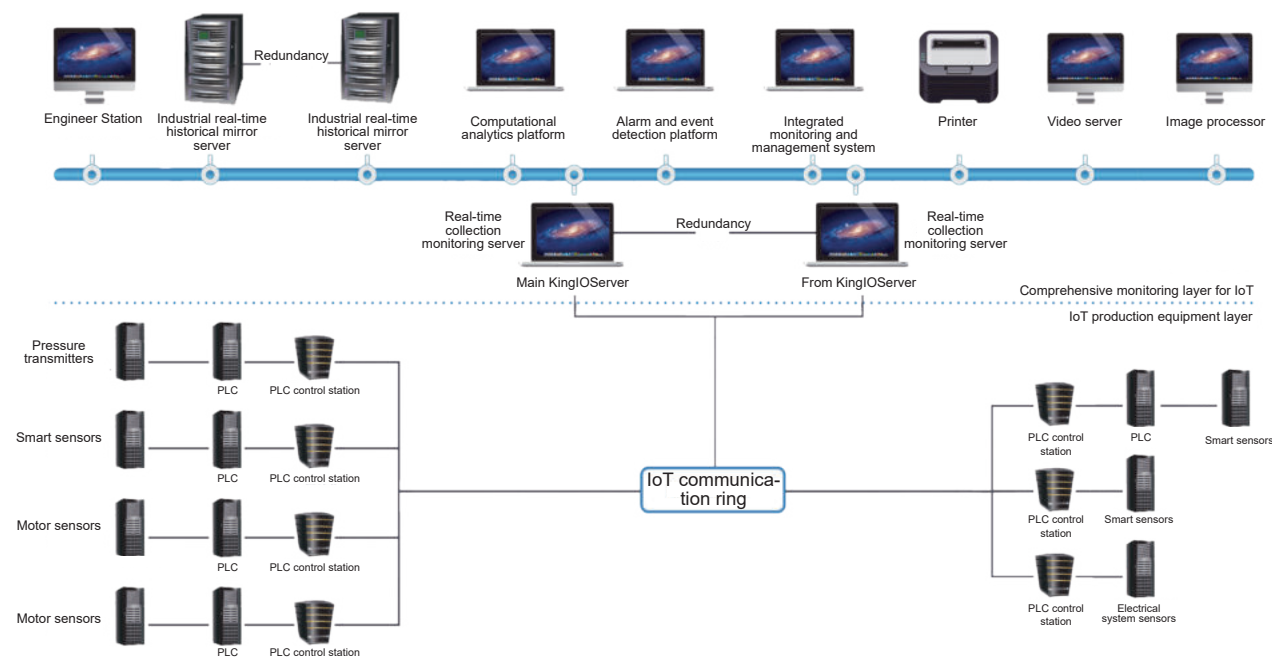 Redundancy
Engineer Station
Industrial real-time
historical mirror
server
Industrial real-time
historical mirror
server
Computational
analytics platform
Alarm and event
detection platform
Integrated
monitoring and
management system
Printer
Video server
Image processor
Real-time
collection
monitoring server
Redundancy
Real-time
collection
monitoring server
Main KingIOServer
From KingIOServer
Comprehensive monitoring layer for IoT
IoT production equipment layer
Pressure
transmitters
PLC
PLC control station
Smart sensors
PLC
PLC control station
Motor sensors
PLC
PLC control station
Motor sensors
PLC
PLC control station
IoT communica-
tion ring
PLC control
station
PLC
Smart sensors
PLC control
station
Smart sensors
PLC control
station
Electrical
system sensors